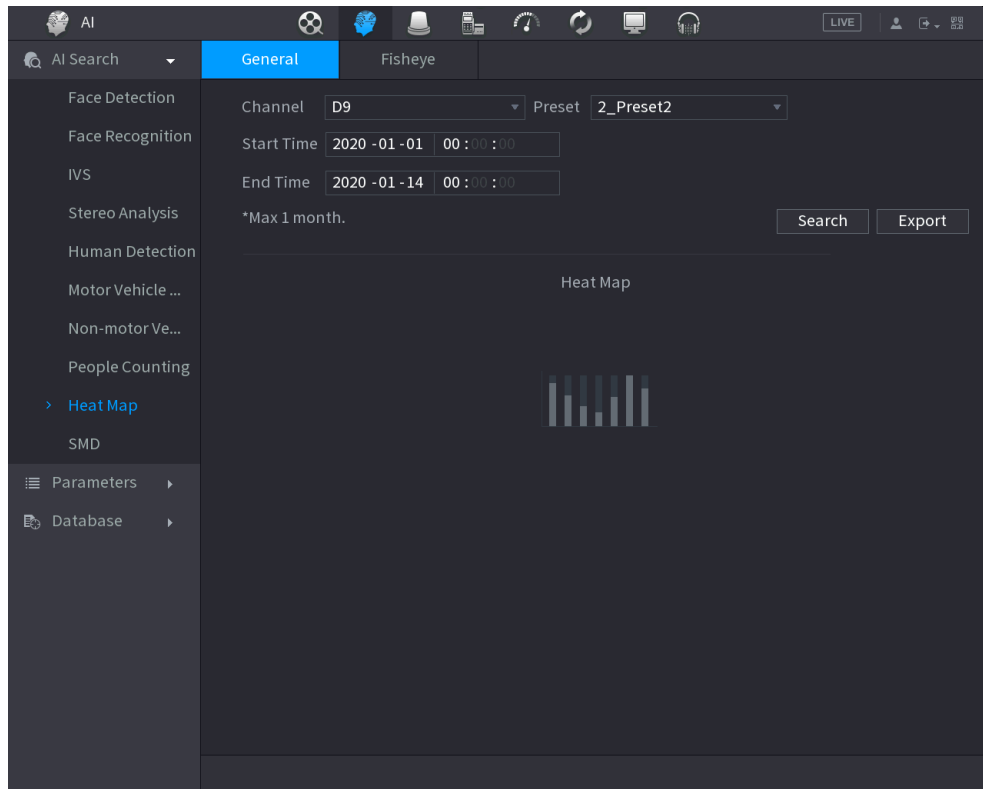 AI
LIVE
AI Search
General
Fisheye
Face Detection
Face Recognition
IVS
Stereo Analysis
Human Detection
Motor Vehicle ...
Non-motor Ve...
People Counting
Heat Map
SMD
Parameters
Database
Channel D9 Preset 2_Preset2
Start Time 2020 -01 -01 00 :00 :00
End Time 2020 -01 -14 00 :00 :00
*Max 1 month.
Search Export
Heat Map